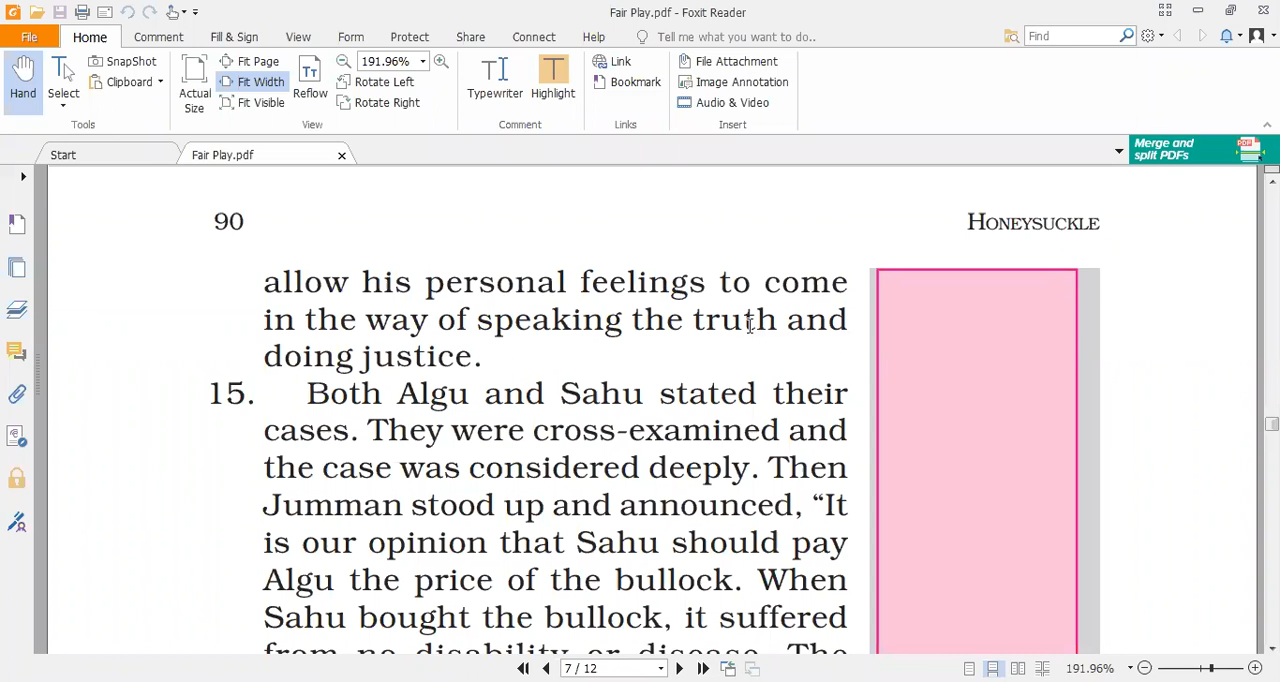 Fair Play.pdf - Foxit Reader
File Home Comment Fill & Sign View Form Protect Share Connect Help Tell me what you want to do.. Find
Hand
Select
SnapShot
Clipboard
Tools
Actual Size
Fit Page
Fit Width
Fit Visible
Reflow
191.96%
Rotate Left
Rotate Right
View
Typewriter
Highlight
Comment
Link
Bookmark
Links
File Attachment
Image Annotation
Audio & Video
Insert
Start
Fair Play.pdf
Merge and
split PDFs
90 HONEYSUCKLE
allow his personal feelings to come
in the way of speaking the truth and
doing justice.
15. Both Algu and Sahu stated their
cases. They were cross-examined and
the case was considered deeply. Then
Jumman stood up and announced, “It
is our opinion that Sahu should pay
Algu the price of the bullock. When
Sahu bought the bullock, it suffered
from no disability or disease. The
7 / 12 191.96%